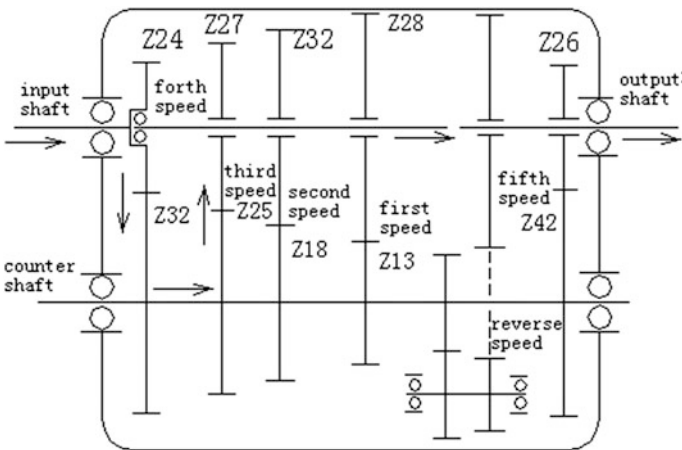 Z24 Z27 Z32 Z28 Z26
input
shaft
forth
speed
output
shaft
third
speed
second
speed
first
speed
fifth
speed
Z32 Z25 Z18 Z13 Z42
counter
shaft
reverse
speed